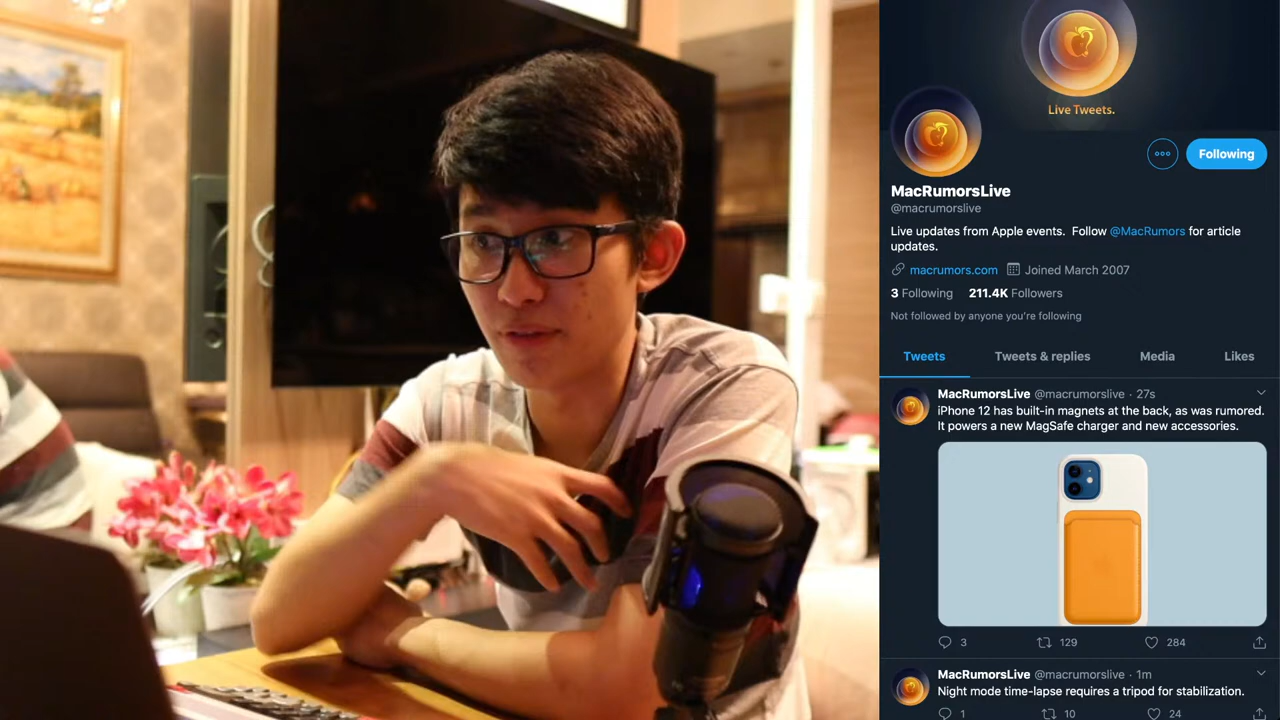 Live Tweets.
Following
MacRumorsLive
@macrumorslive
Live updates from Apple events. Follow @MacRumors for article
updates.
macrumors.com Joined March 2007
3 Following 211.4K Followers
Not followed by anyone you're following
Tweets Tweets & replies Media Likes
MacRumorsLive @macrumorslive · 27s
iPhone 12 has built-in magnets at the back, as was rumored.
It powers a new MagSafe charger and new accessories.
3 129 284
MacRumorsLive @macrumorslive · 1m
Night mode time-lapse requires a tripod for stabilization.
1 10 24